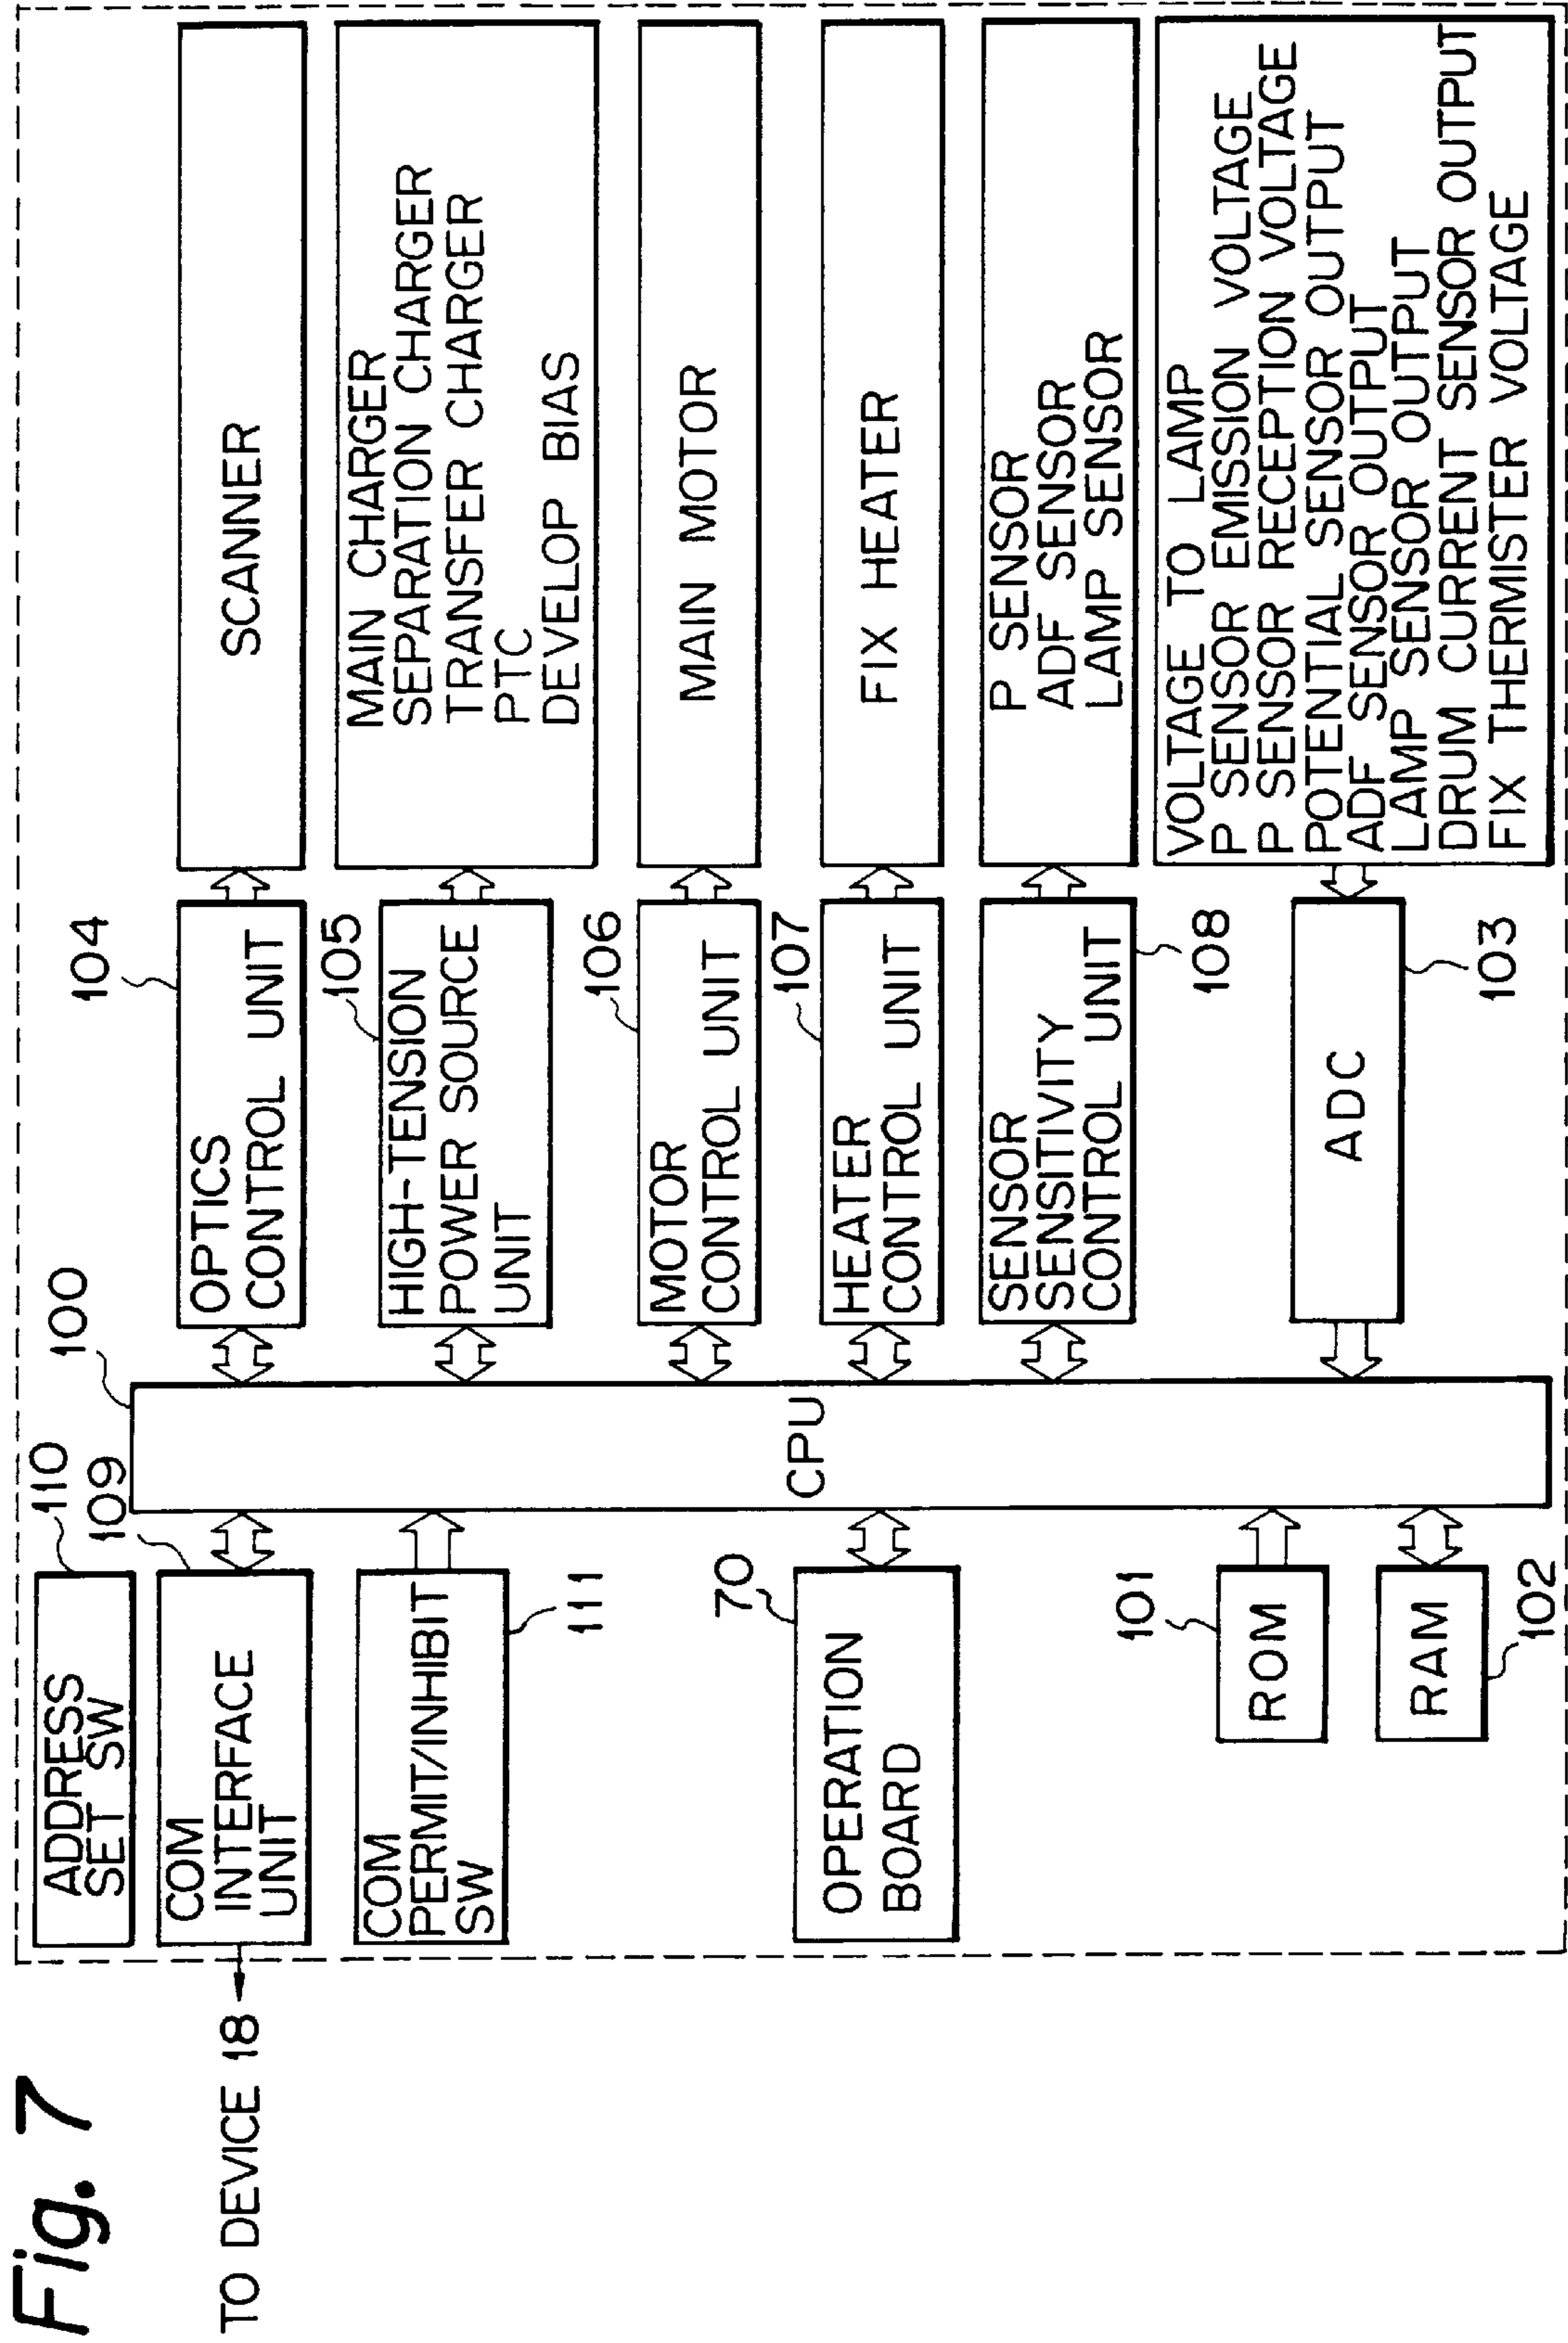 Fig. 7
TO DEVICE 18
ADDRESS
SET SW
110
COM
INTERFACE
UNIT
109
COM
PERMIT/INHIBIT
SW
111
OPERATION
BOARD
70
ROM
101
RAM
102
CPU
100
OPTICS
CONTROL UNIT
104
HIGH-TENSION
POWER SOURCE
UNIT
105
MOTOR
CONTROL UNIT
106
HEATER
CONTROL UNIT
107
SENSOR
SENSITIVITY
CONTROL UNIT
108
ADC
103
SCANNER
MAIN CHARGER
SEPARATION CHARGER
TRANSFER CHARGER
PTC
DEVELOP BIAS
MAIN MOTOR
FIX HEATER
P SENSOR
ADF SENSOR
LAMP SENSOR
VOLTAGE TO LAMP
P SENSOR EMISSION VOLTAGE
P SENSOR RECEPTION VOLTAGE
POTENTIAL SENSOR OUTPUT
ADF SENSOR OUTPUT
LAMP SENSOR OUTPUT
DRUM CURRENT SENSOR OUTPUT
FIX THERMISTER VOLTAGE